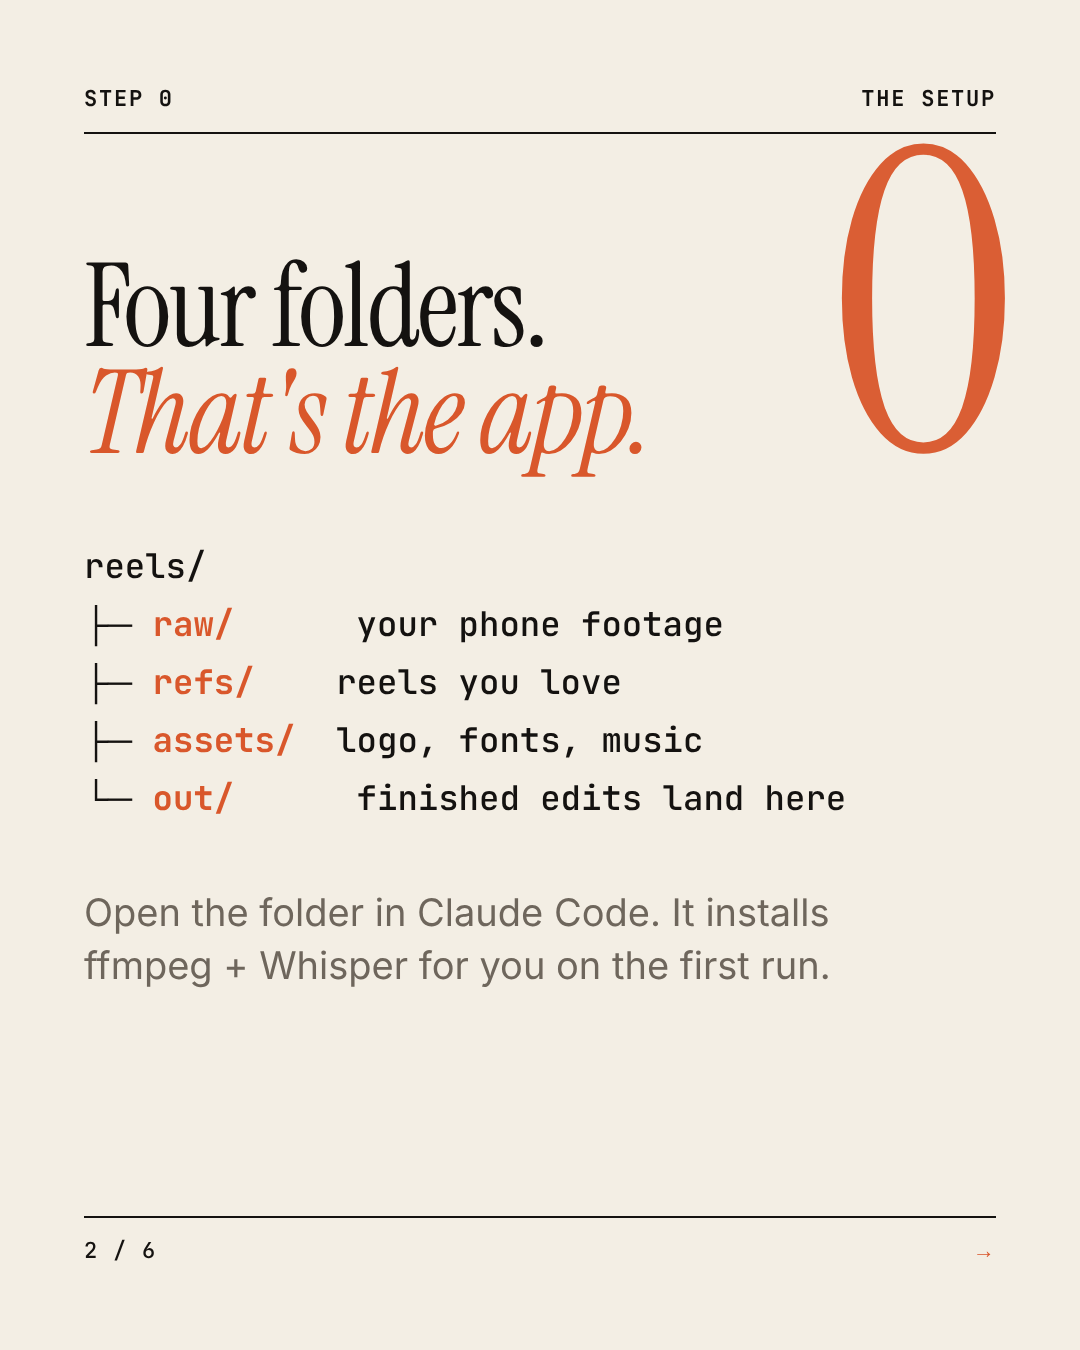 STEP 0
THE SETUP
0
Four folders.
That's the app.
reels/
├─ raw/      your phone footage
├─ refs/    reels you love
├─ assets/  logo, fonts, music
└─ out/      finished edits land here
Open the folder in Claude Code. It installs
ffmpeg + Whisper for you on the first run.
2 / 6
→